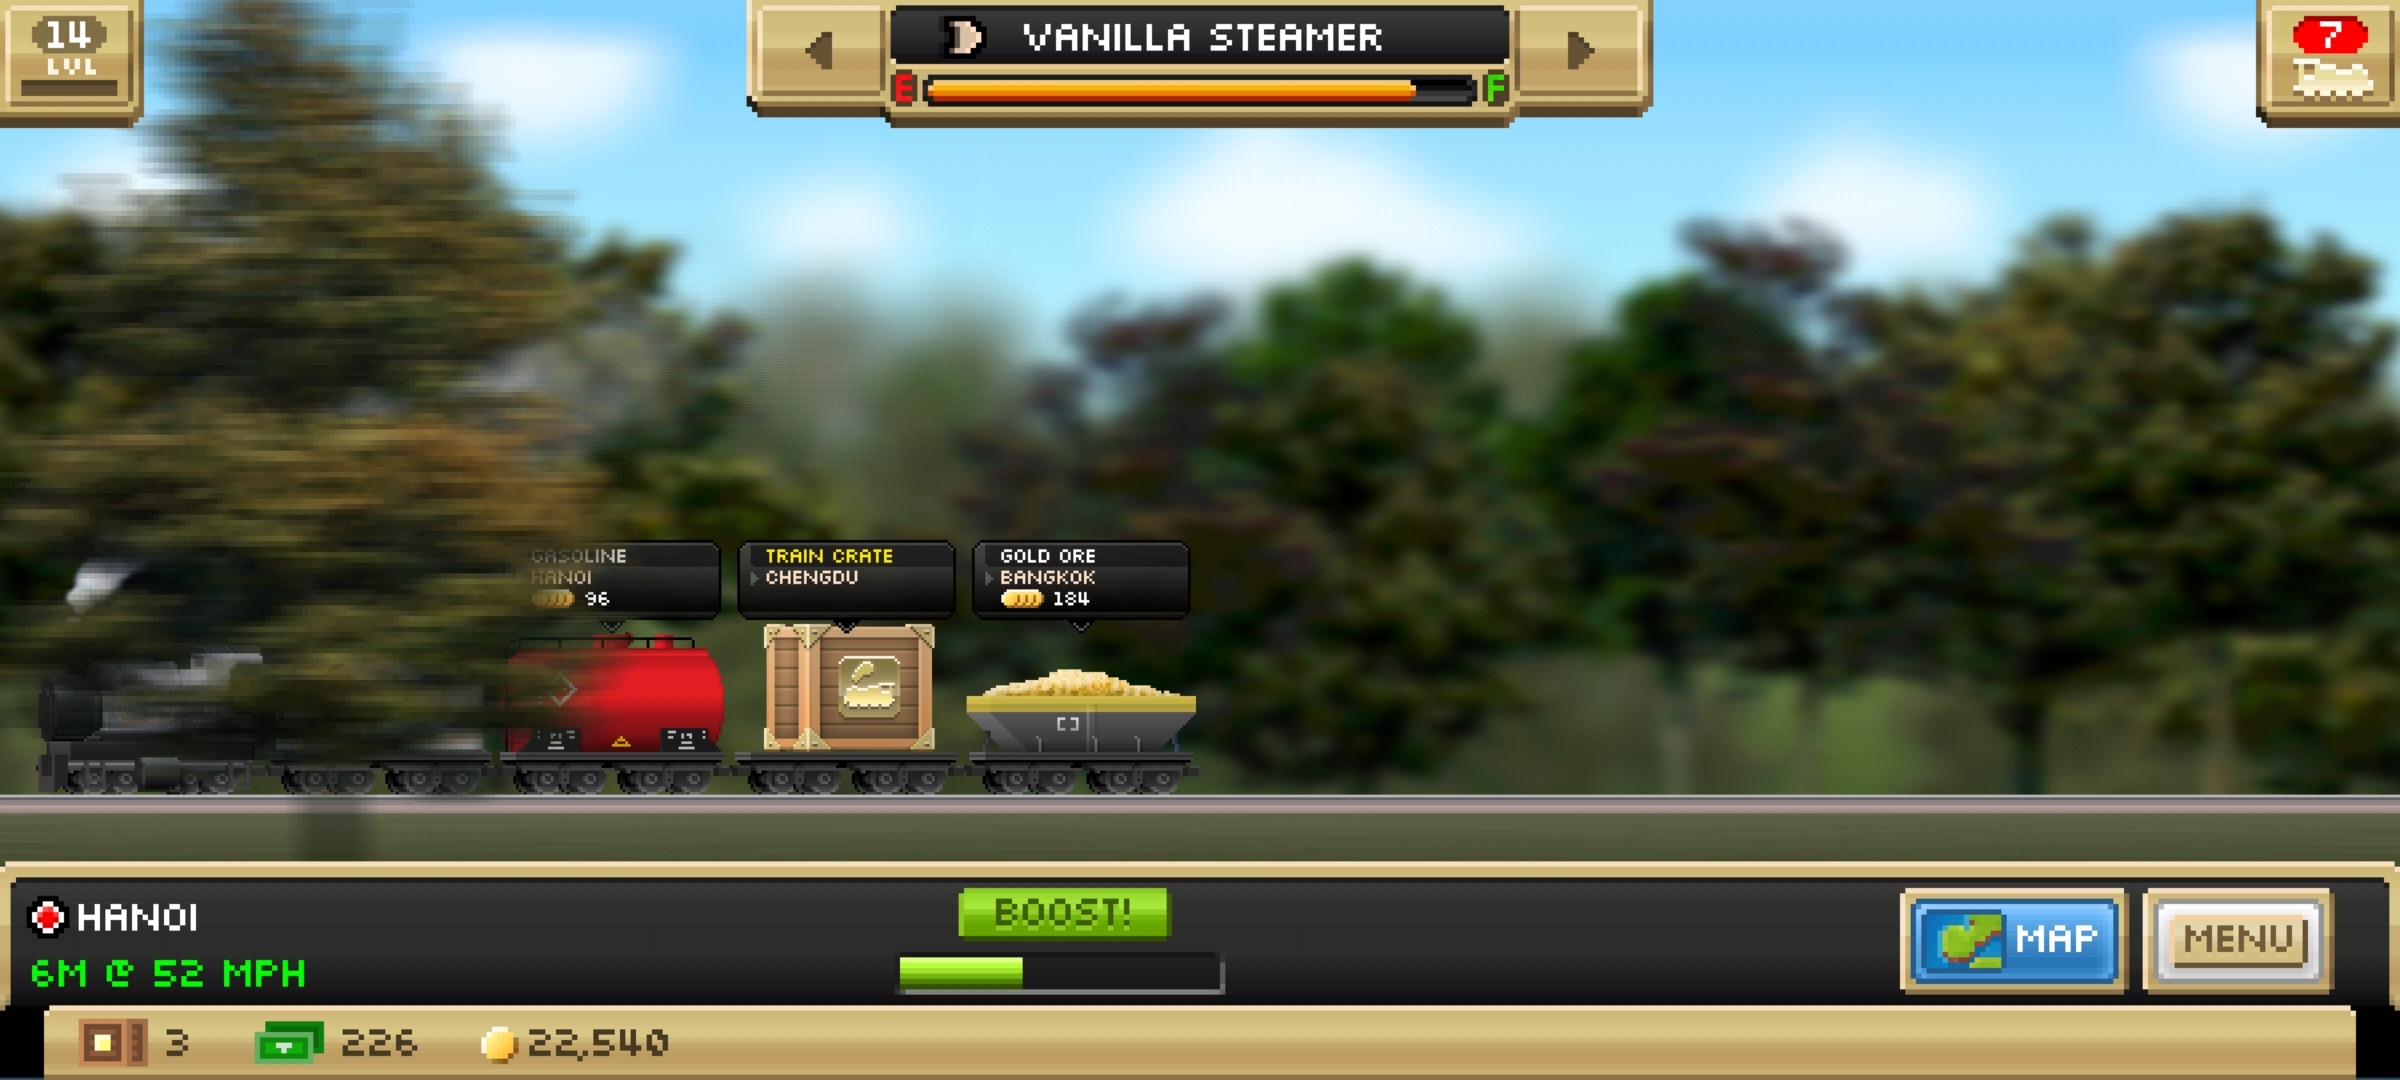 14
LVL
VANILLA STEAMER
E F
7
GASOLINE
HANOI
96
TRAIN CRATE
CHENGDU
GOLD ORE
BANGKOK
184
HANOI
6M @ 52 MPH
BOOST!
MAP
MENU
3
226
22,540